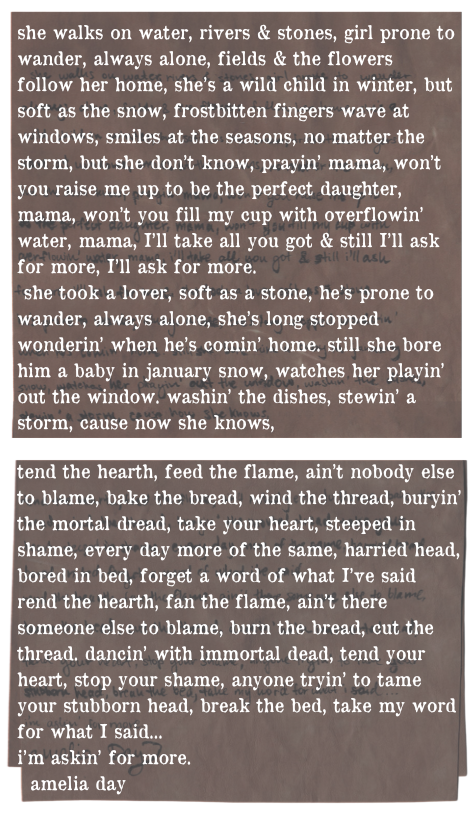 she walks on water, rivers & stones, girl prone to
wander, always alone, fields & the flowers
follow her home, she's a wild child in winter, but
soft as the snow, frostbitten fingers wave at
windows, smiles at the seasons, no matter the
storm, but she don't know, prayin' mama, won't
you raise me up to be the perfect daughter,
mama, won't you fill my cup with overflowin'
water, mama, I'll take all you got & still I'll ask
for more, I'll ask for more.
she took a lover, soft as a stone, he's prone to
wander, always alone, she's long stopped
wonderin' when he's comin' home. still she bore
him a baby in january snow, watches her playin'
out the window. washin' the dishes, stewin' a
storm, cause now she knows,
tend the hearth, feed the flame, ain't nobody else
to blame, bake the bread, wind the thread, buryin'
the mortal dread, take your heart, steeped in
shame, every day more of the same, harried head,
bored in bed, forget a word of what I've said
rend the hearth, fan the flame, ain't there
someone else to blame, burn the bread, cut the
thread, dancin' with immortal dead, tend your
heart, stop your shame, anyone tryin' to tame
your stubborn head, break the bed, take my word
for what I said...
i'm askin' for more.
amelia day